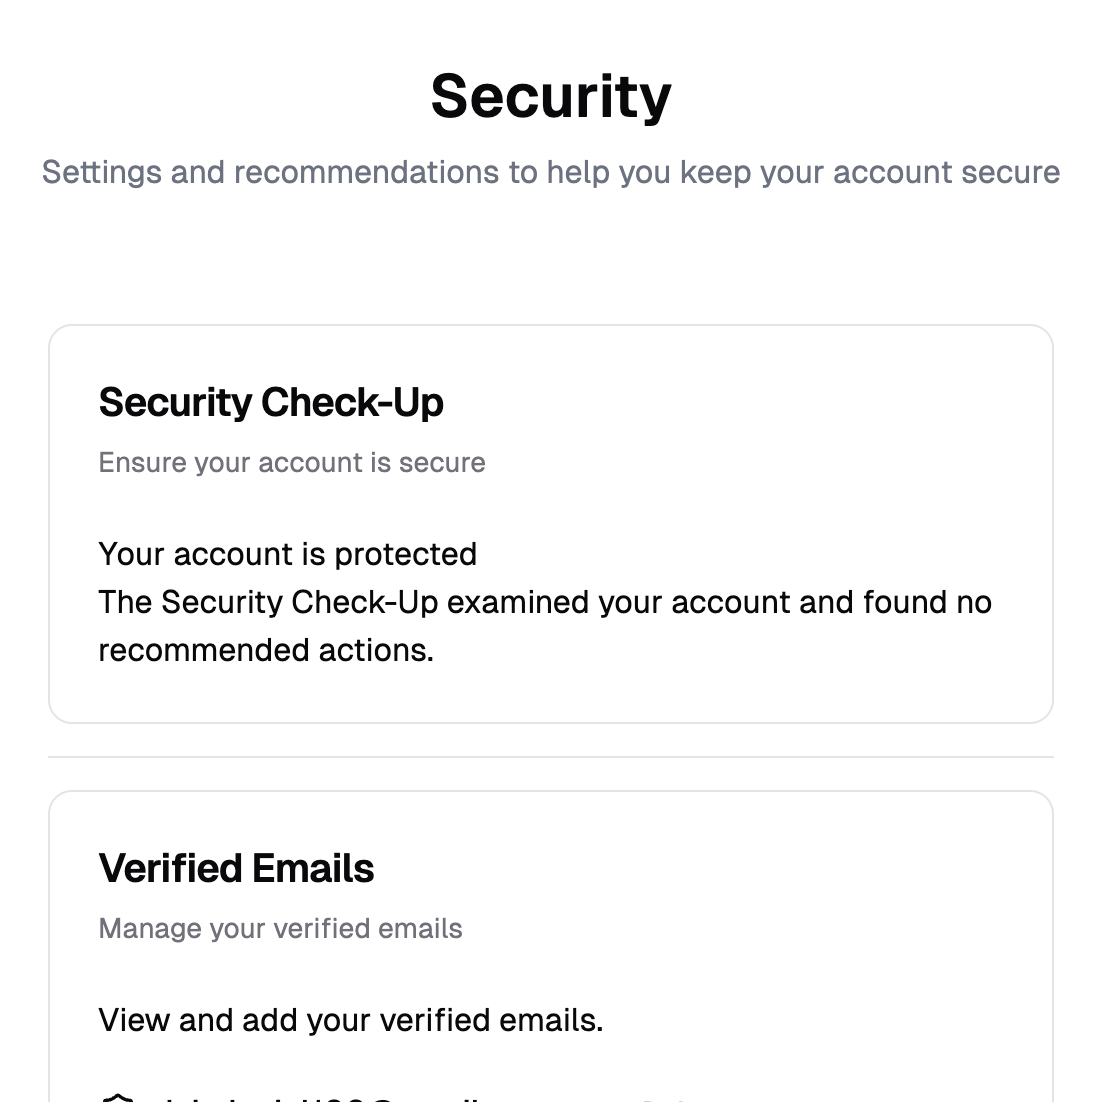 Security
Settings and recommendations to help you keep your account secure
Security Check-Up
Ensure your account is secure
Your account is protected
The Security Check-Up examined your account and found no
recommended actions.
Verified Emails
Manage your verified emails
View and add your verified emails.